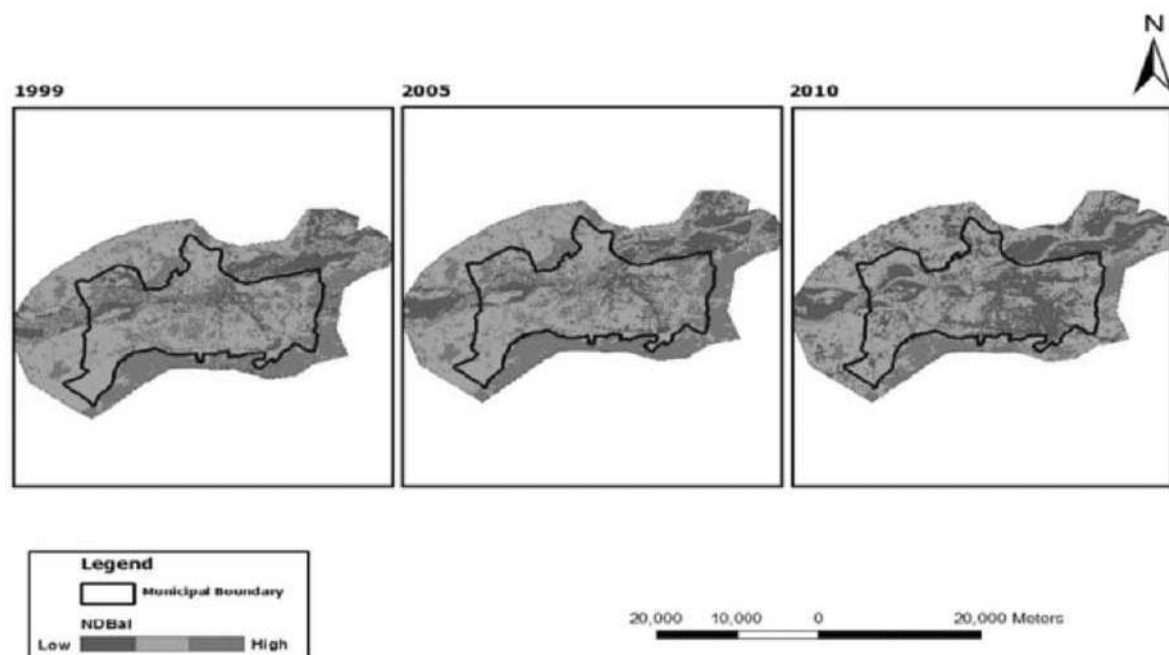 N
1999
2005
2010
Legend
Municipal Boundary
NDBaI
Low High
20,000 10,000 0 20,000 Meters